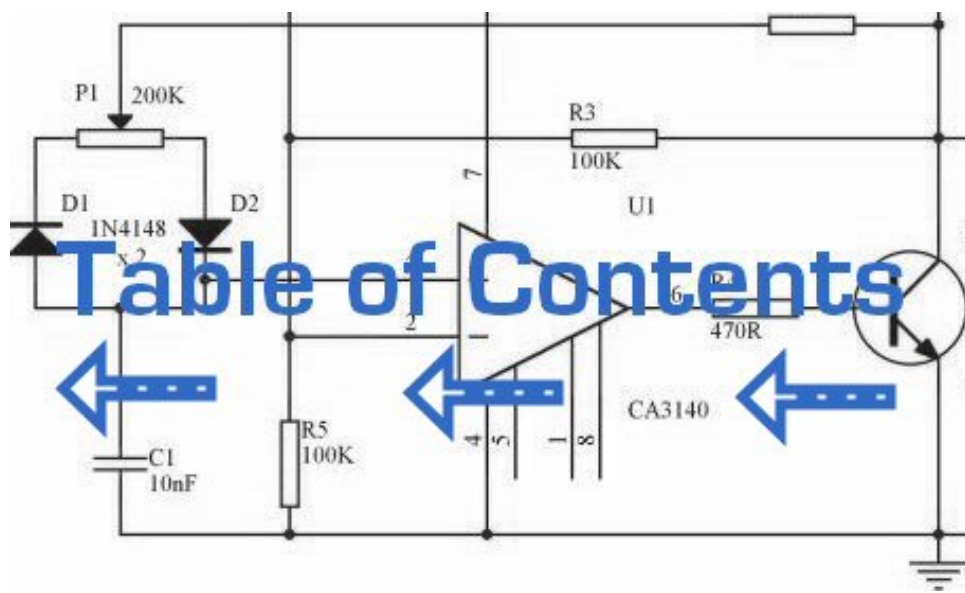 P1 200K
R3
100K
7
U1
D1
1N4148
x 2
D2
Table of Contents
2
6
470R
CA3140
4
5
1
8
R5
100K
C1
10nF